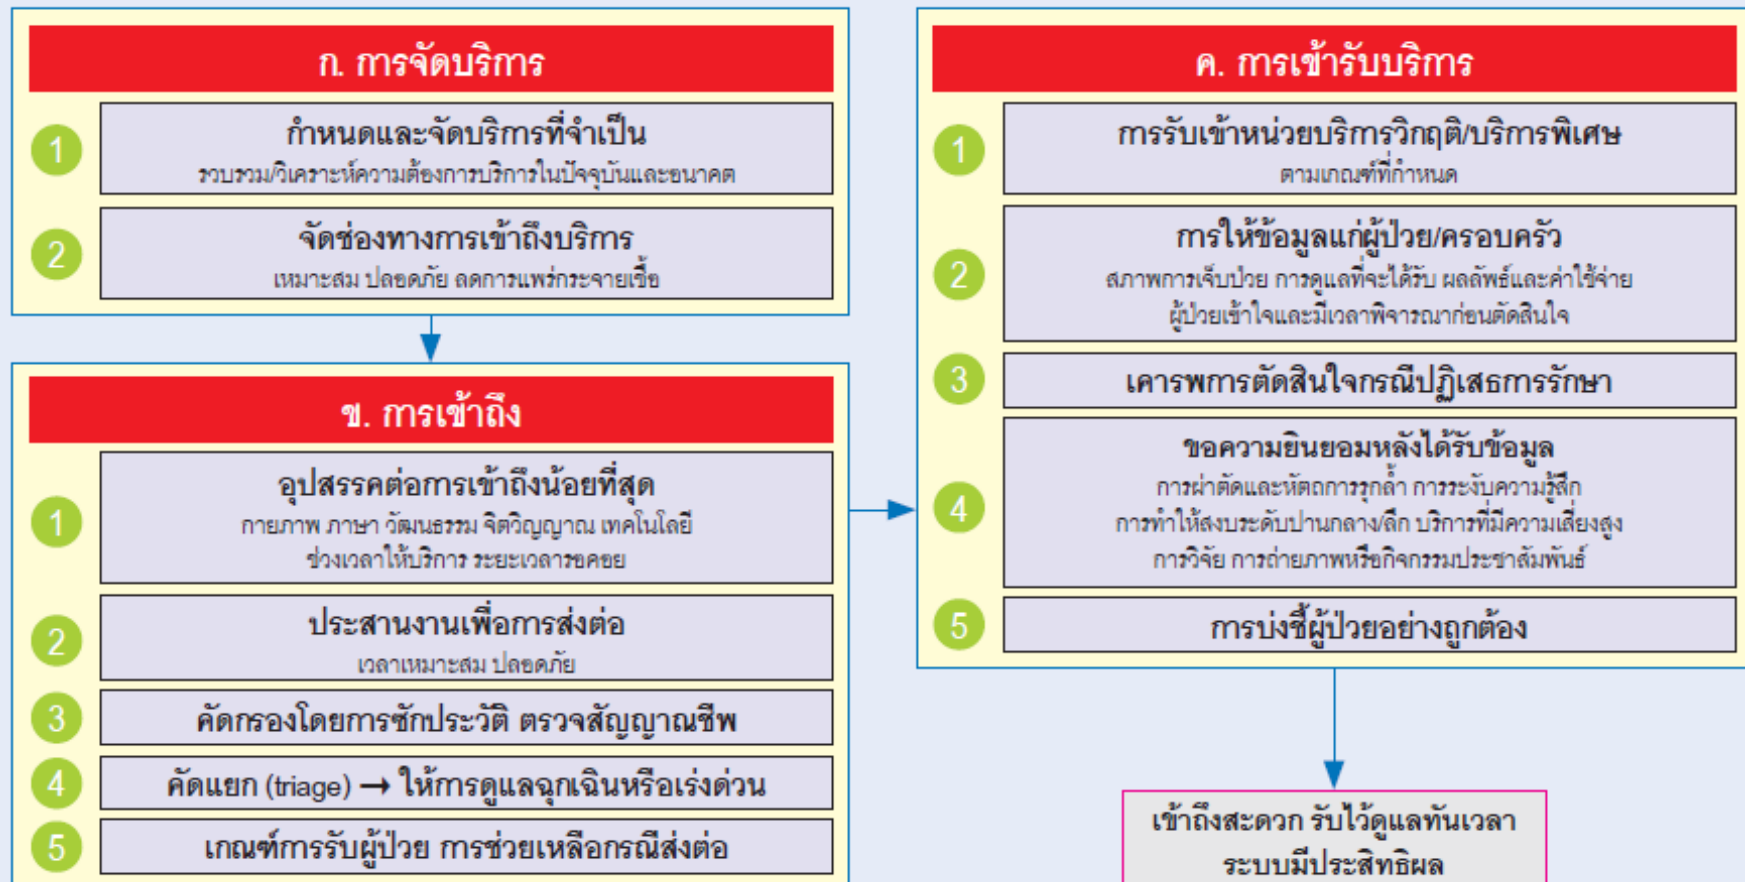 ก. การจัดบริการ
1
กำหนดและจัดบริการที่จำเป็น
รวบรวม/วิเคราะห์ความต้องการบริการในปัจจุบันและอนาคต
2
จัดช่องทางการเข้าถึงบริการ
เหมาะสม ปลอดภัย ลดการแพร่กระจายเชื้อ
ข. การเข้าถึง
1
อุปสรรคต่อการเข้าถึงน้อยที่สุด
กายภาพ ภาษา วัฒนธรรม จิตวิญญาณ เทคโนโลยี
ช่วงเวลาให้บริการ ระยะเวลารอคอย
2
ประสานงานเพื่อการส่งต่อ
เวลาเหมาะสม ปลอดภัย
3
คัดกรองโดยการซักประวัติ ตรวจสัญญาณชีพ
4
คัดแยก (triage) → ให้การดูแลฉุกเฉินหรือเร่งด่วน
5
เกณฑ์การรับผู้ป่วย การช่วยเหลือกรณีส่งต่อ
ค. การเข้ารับบริการ
1
การรับเข้าหน่วยบริการวิกฤติ/บริการพิเศษ
ตามเกณฑ์ที่กำหนด
2
การให้ข้อมูลแก่ผู้ป่วย/ครอบครัว
สภาพการเจ็บป่วย การดูแลที่จะได้รับ ผลลัพธ์และค่าใช้จ่าย
ผู้ป่วยเข้าใจและมีเวลาพิจารณาก่อนตัดสินใจ
3
เคารพการตัดสินใจกรณีปฏิเสธการรักษา
4
ขอความยินยอมหลังได้รับข้อมูล
การผ่าตัดและหัตถการรุกล้ำ การระงับความรู้สึก
การทำให้สงบระดับปานกลาง/ลึก บริการที่มีความเสี่ยงสูง
การวิจัย การถ่ายภาพหรือกิจกรรมประชาสัมพันธ์
5
การบ่งชี้ผู้ป่วยอย่างถูกต้อง
เข้าถึงสะดวก รับไว้ดูแลทันเวลา
ระบบมีประสิทธิผล